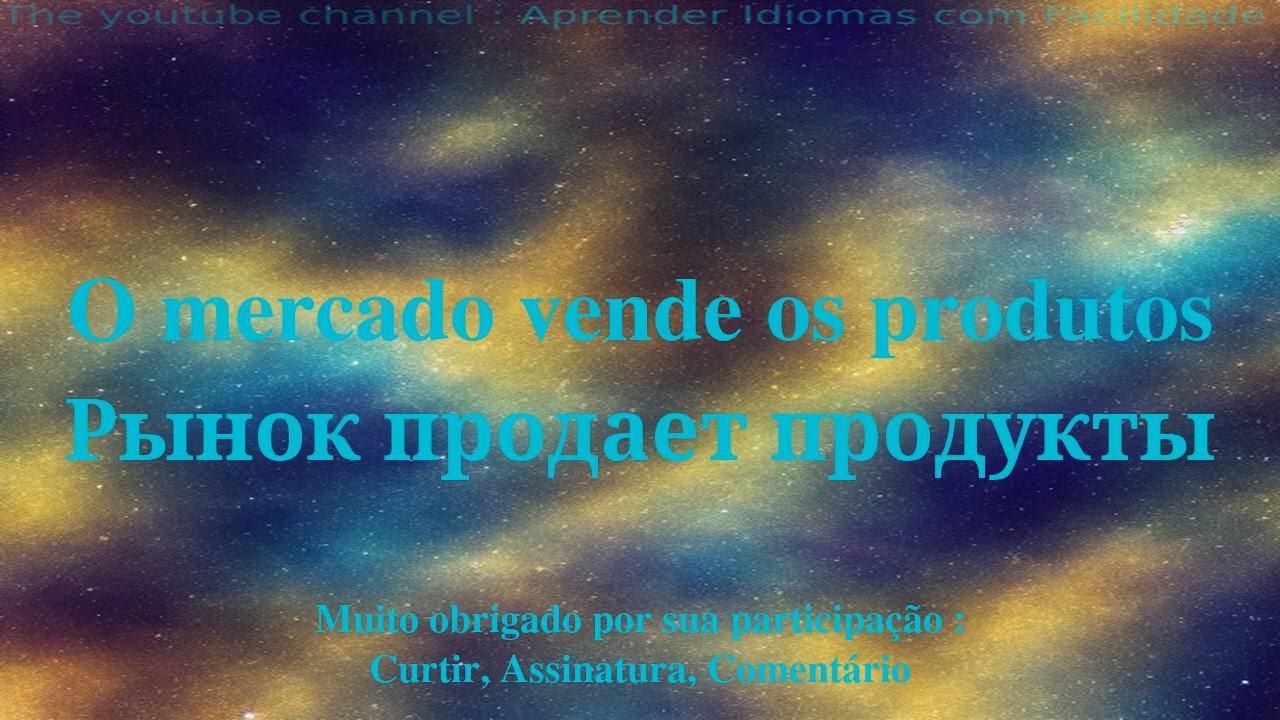 The youtube channel : Aprender Idiomas com Facilidade
O mercado vende os produtos
Рынок продает продукты
Muito obrigado por sua participação :
Curtir, Assinatura, Comentário